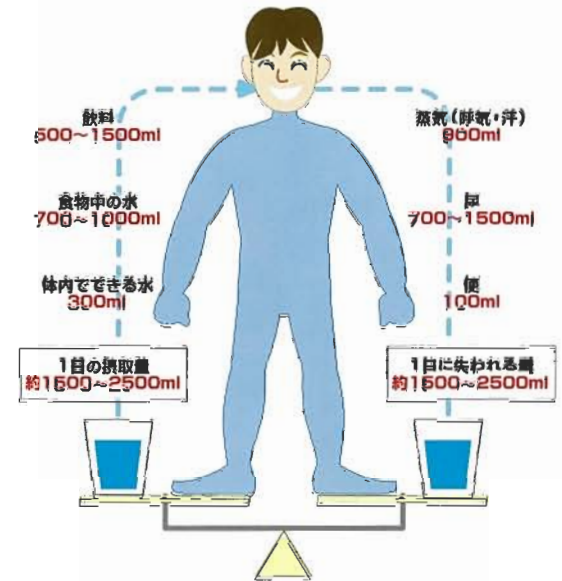 飲料
500～1500ml
食物中の水
700～1000ml
体内でできる水
300ml
1日の摂取量
約1500～2500ml
蒸気(呼気・汗)
900ml
尿
700～1500ml
便
100ml
1日に失われる量
約1500～2500ml